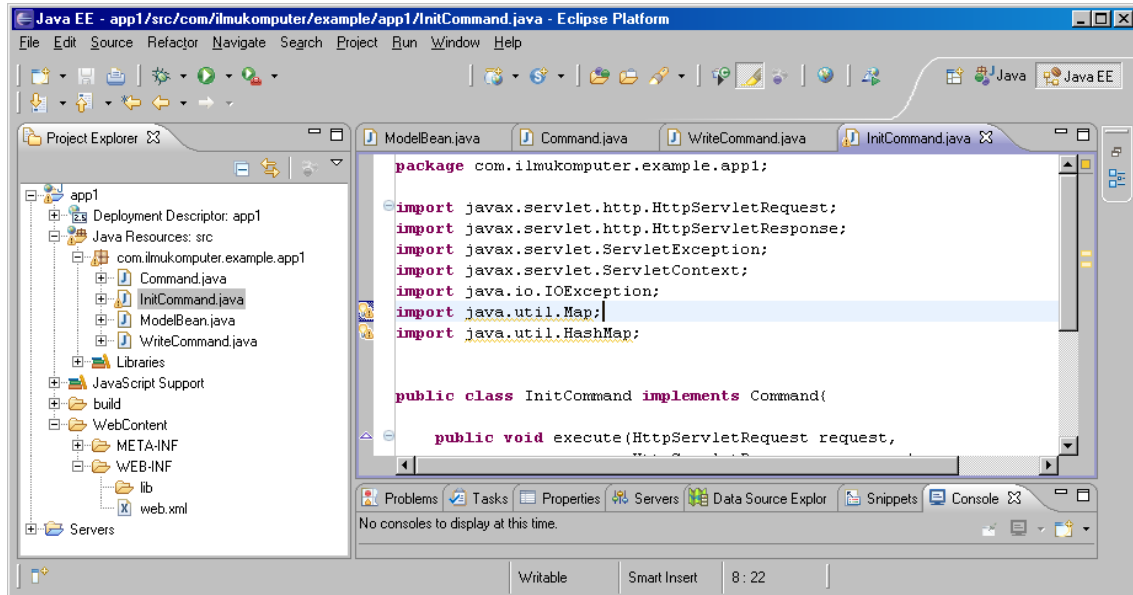 Java EE - app1/src/com/ilmukomputer/example/app1/InitCommand.java - Eclipse Platform
File Edit Source Refactor Navigate Search Project Run Window Help
Java Java EE
Project Explorer
ModelBean.java Command.java WriteCommand.java InitCommand.java
app1
Deployment Descriptor: app1
Java Resources: src
com.ilmukomputer.example.app1
Command.java
InitCommand.java
ModelBean.java
WriteCommand.java
Libraries
JavaScript Support
build
WebContent
META-INF
WEB-INF
lib
web.xml
Servers
package com.ilmukomputer.example.app1;
import javax.servlet.http.HttpServletRequest;
import javax.servlet.http.HttpServletResponse;
import javax.servlet.ServletException;
import javax.servlet.ServletContext;
import java.io.IOException;
import java.util.Map;
import java.util.HashMap;
public class InitCommand implements Command{
public void execute(HttpServletRequest request,
Problems Tasks Properties Servers Data Source Explor Snippets Console
No consoles to display at this time.
Writable Smart Insert 8 : 22